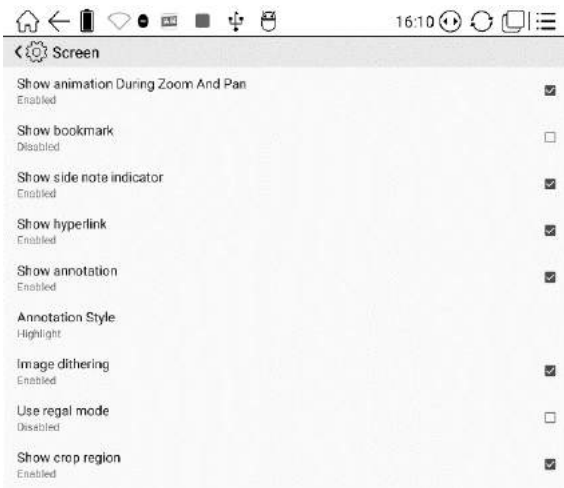 16:10
Screen
Show animation During Zoom And Pan
Enabled
Show bookmark
Disabled
Show side note indicator
Enabled
Show hyperlink
Enabled
Show annotation
Enabled
Annotation Style
Highlight
Image dithering
Enabled
Use regal mode
Disabled
Show crop region
Enabled